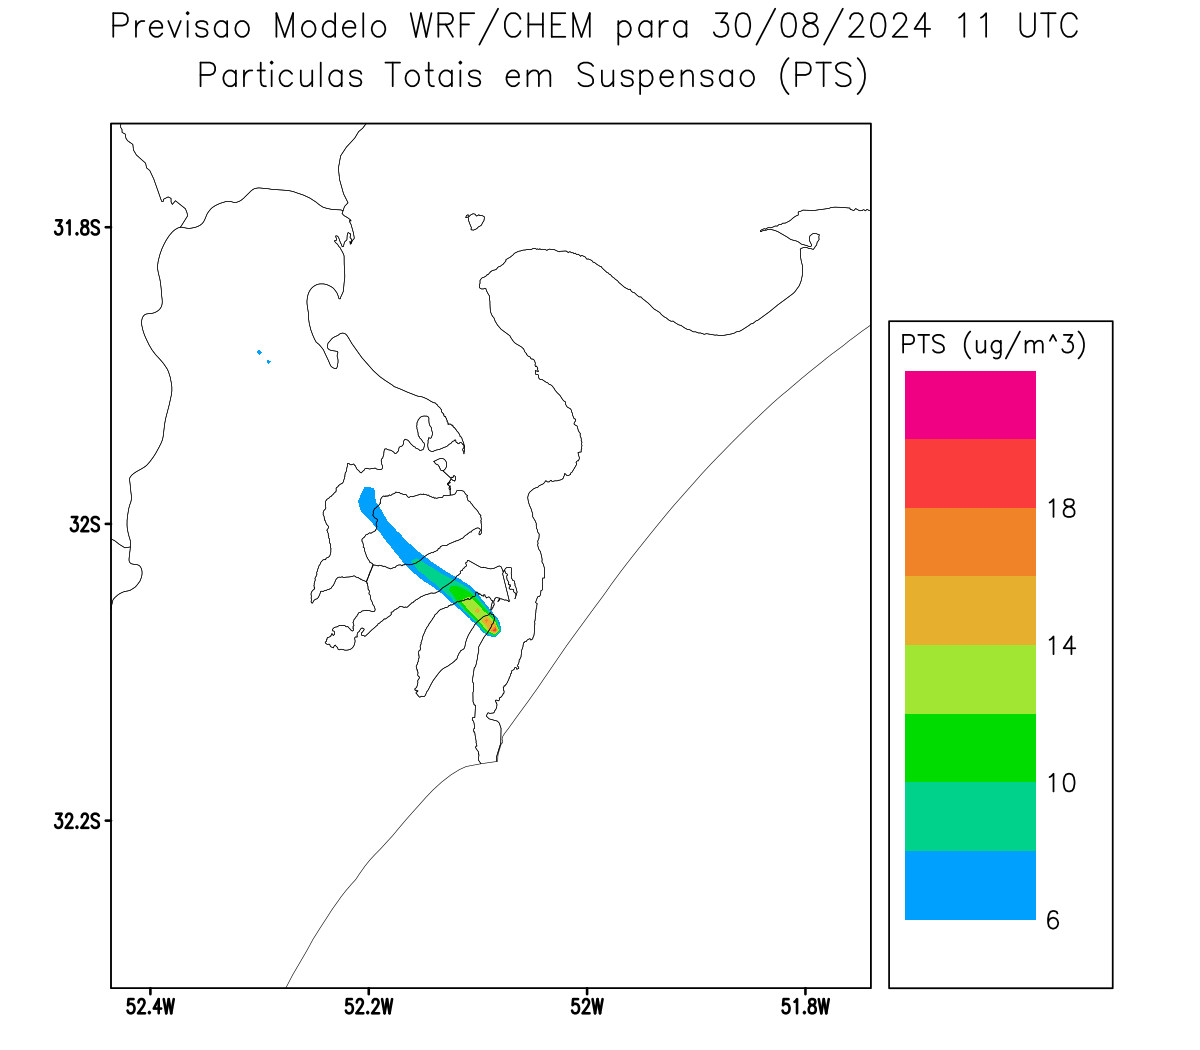 Previsao Modelo WRF/CHEM para 30/08/2024 11 UTC
Particulas Totais em Suspensao (PTS)
31.8S
32S
32.2S
52.4W
52.2W
52W
51.8W
PTS (ug/m^3)
18
14
10
6